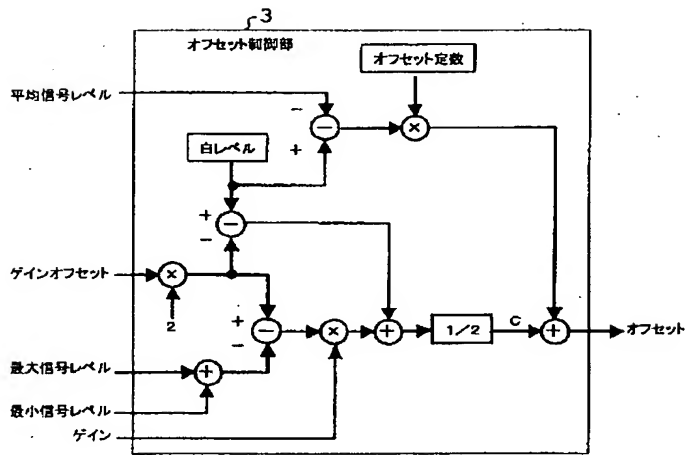 3
オフセット制御部
オフセット定数
平均信号レベル
−
−
×
+
白レベル
+
−
−
ゲインオフセット
×
2
+
−
−
×
+
1/2
C
+
オフセット
最大信号レベル
+
最小信号レベル
ゲイン